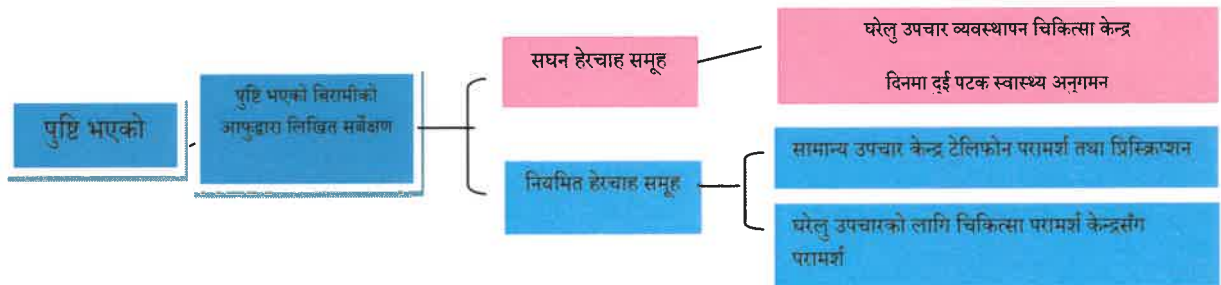 पुष्टि भएको
पुष्टि भएको बिरामीको
आफुद्वारा लिखित सर्वेक्षण
सघन हेरचाह समूह
घरेलु उपचार व्यवस्थापन चिकित्सा केन्द्र
दिनमा दुई पटक स्वास्थ्य अनुगमन
नियमित हेरचाह समूह
सामान्य उपचार केन्द्र टेलिफोन परामर्श तथा प्रिस्क्रिप्शन
घरेलु उपचारको लागि चिकित्सा परामर्श केन्द्रसँग
परामर्श